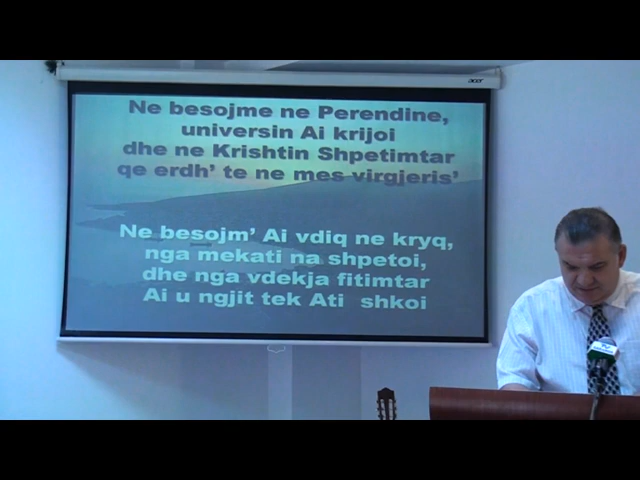 acer
Ne besojme ne Perendine,
universin Ai krijoi
dhe ne Krishtin Shpetimtar
qe erdh' te ne mes virgjeris'
Ne besojm' Ai vdiq ne kryq,
nga mekati na shpetoi,
dhe nga vdekja fitimtar
Ai u ngjit tek Ati shkoi